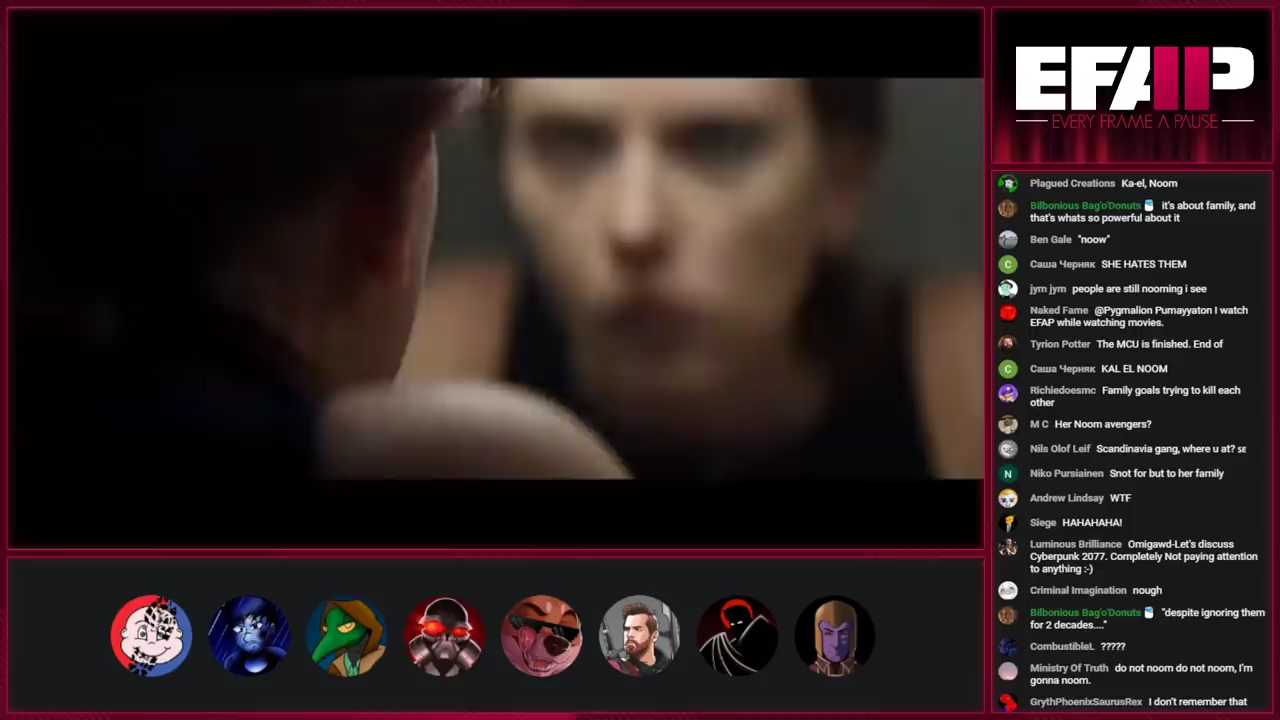 EFAP
EVERY FRAME A PAUSE
Plagued Creations Ka-el, Noom
Bilbonious Bag'o'Donuts it's about family, and
that's whats so powerful about it
Ben Gale "noow"
C Саша Черняк SHE HATES THEM
jym jym people are still nooming i see
Naked Fame @Pygmalion Pumayyaton I watch
EFAP while watching movies.
Tyrion Potter The MCU is finished. End of
C Саша Черняк KAL EL NOOM
Richiedoesmc Family goals trying to kill each
other
M C Her Noom avengers?
Nils Olof Leif Scandinavia gang, where u at? SE
N Niko Pursiainen Snot for but to her family
Andrew Lindsay WTF
Siege HAHAHAHA!
Luminous Brilliance Omigawd-Let's discuss
Cyberpunk 2077. Completely Not paying attention
to anything :-)
Criminal Imagination nough
Bilbonious Bag'o'Donuts "despite ignoring them
for 2 decades...."
CombustibleL ?????
Ministry Of Truth do not noom do not noom, I'm
gonna noom.
GrythPhoenixSaurusRex I don't remember that